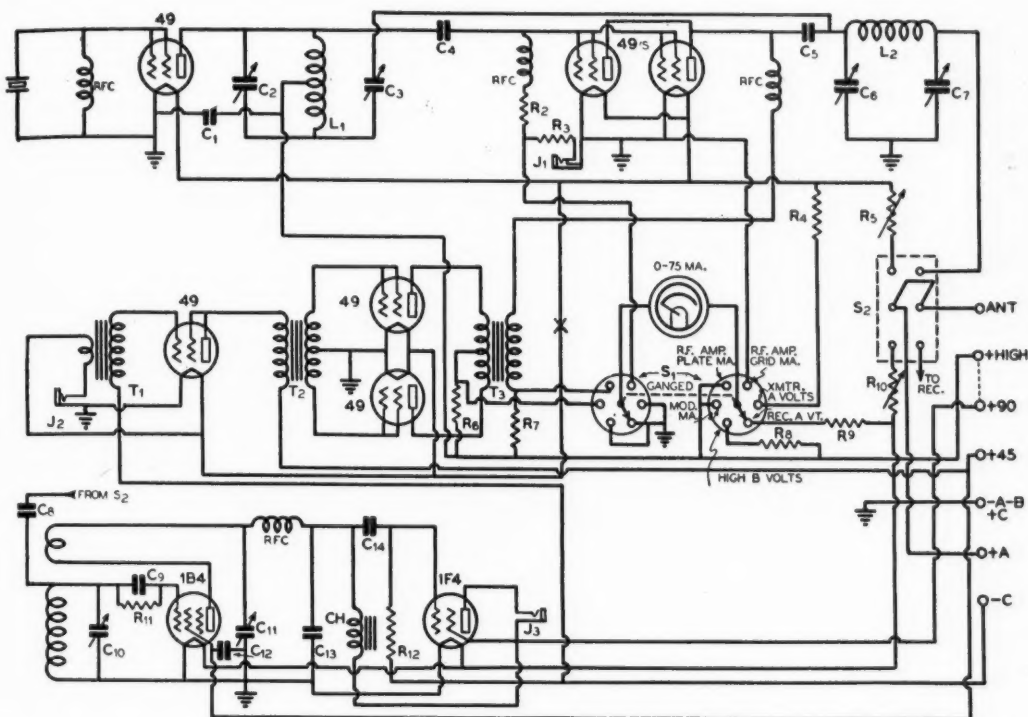 49
RFC
C1
C2
L1
C3
C4
RFC
R2
R3
J1
49'S
RFC
C5
L2
C6
C7
R4
R5
S2
ANT
+HIGH
TO REC.
R10
+90
+45
-A-B
+C
+A
-C
49
J2
T1
T2
49
49
T3
R6
R7
0-75 MA.
R.F. AMP.
PLATE MA.
S1
GANGED
R.F. AMP.
GRID MA.
XMTR.
A VOLTS
MOD.
MA.
REC. A VT.
R8
R9
HIGH B VOLTS
FROM S2
C8
C9
R11
1B4
C10
C11
C12
RFC
C13
C14
CH
R12
1F4
J3